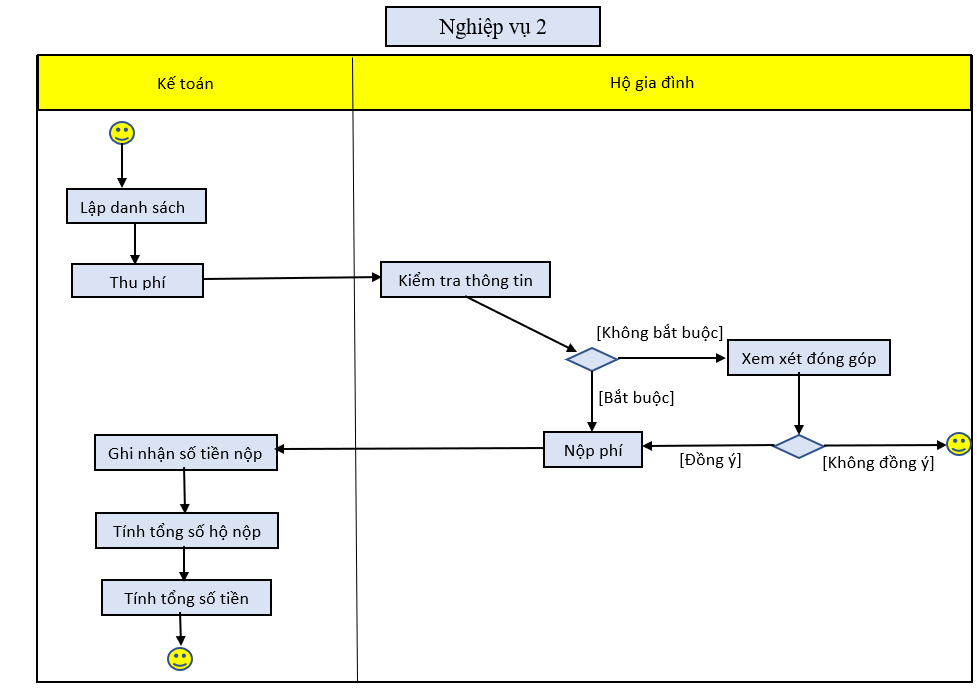 Nghiệp vụ 2
Kế toán
Hộ gia đình
Lập danh sách
Thu phí
Kiểm tra thông tin
[Không bắt buộc]
Xem xét đóng góp
[Bắt buộc]
Ghi nhận số tiền nộp
Nộp phí
[Đồng ý]
[Không đồng ý]
Tính tổng số hộ nộp
Tính tổng số tiền